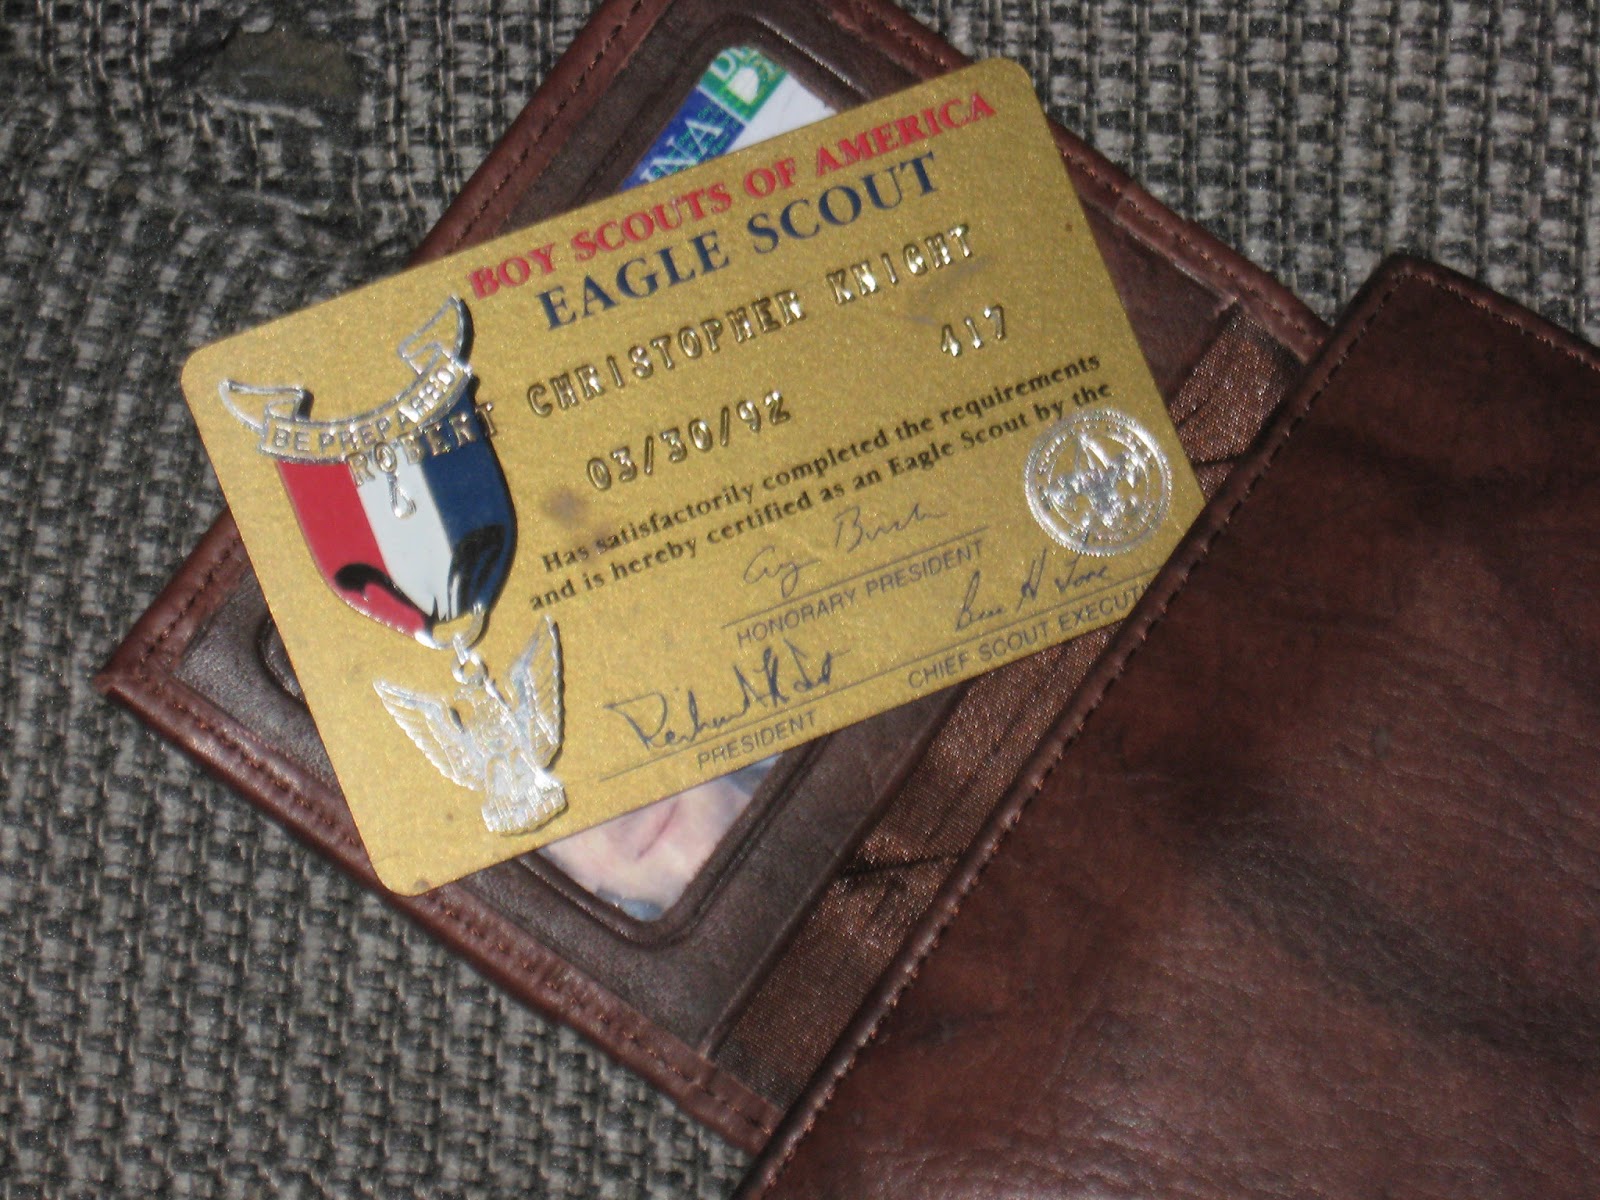 BOY SCOUTS OF AMERICA
EAGLE SCOUT
BE PREPARED
ROBERT CHRISTOPHER KNIGHT
03/30/92 417
Has satisfactorily completed the requirements
and is hereby certified as an Eagle Scout by the
HONORARY PRESIDENT
CHIEF SCOUT
PRESIDENT